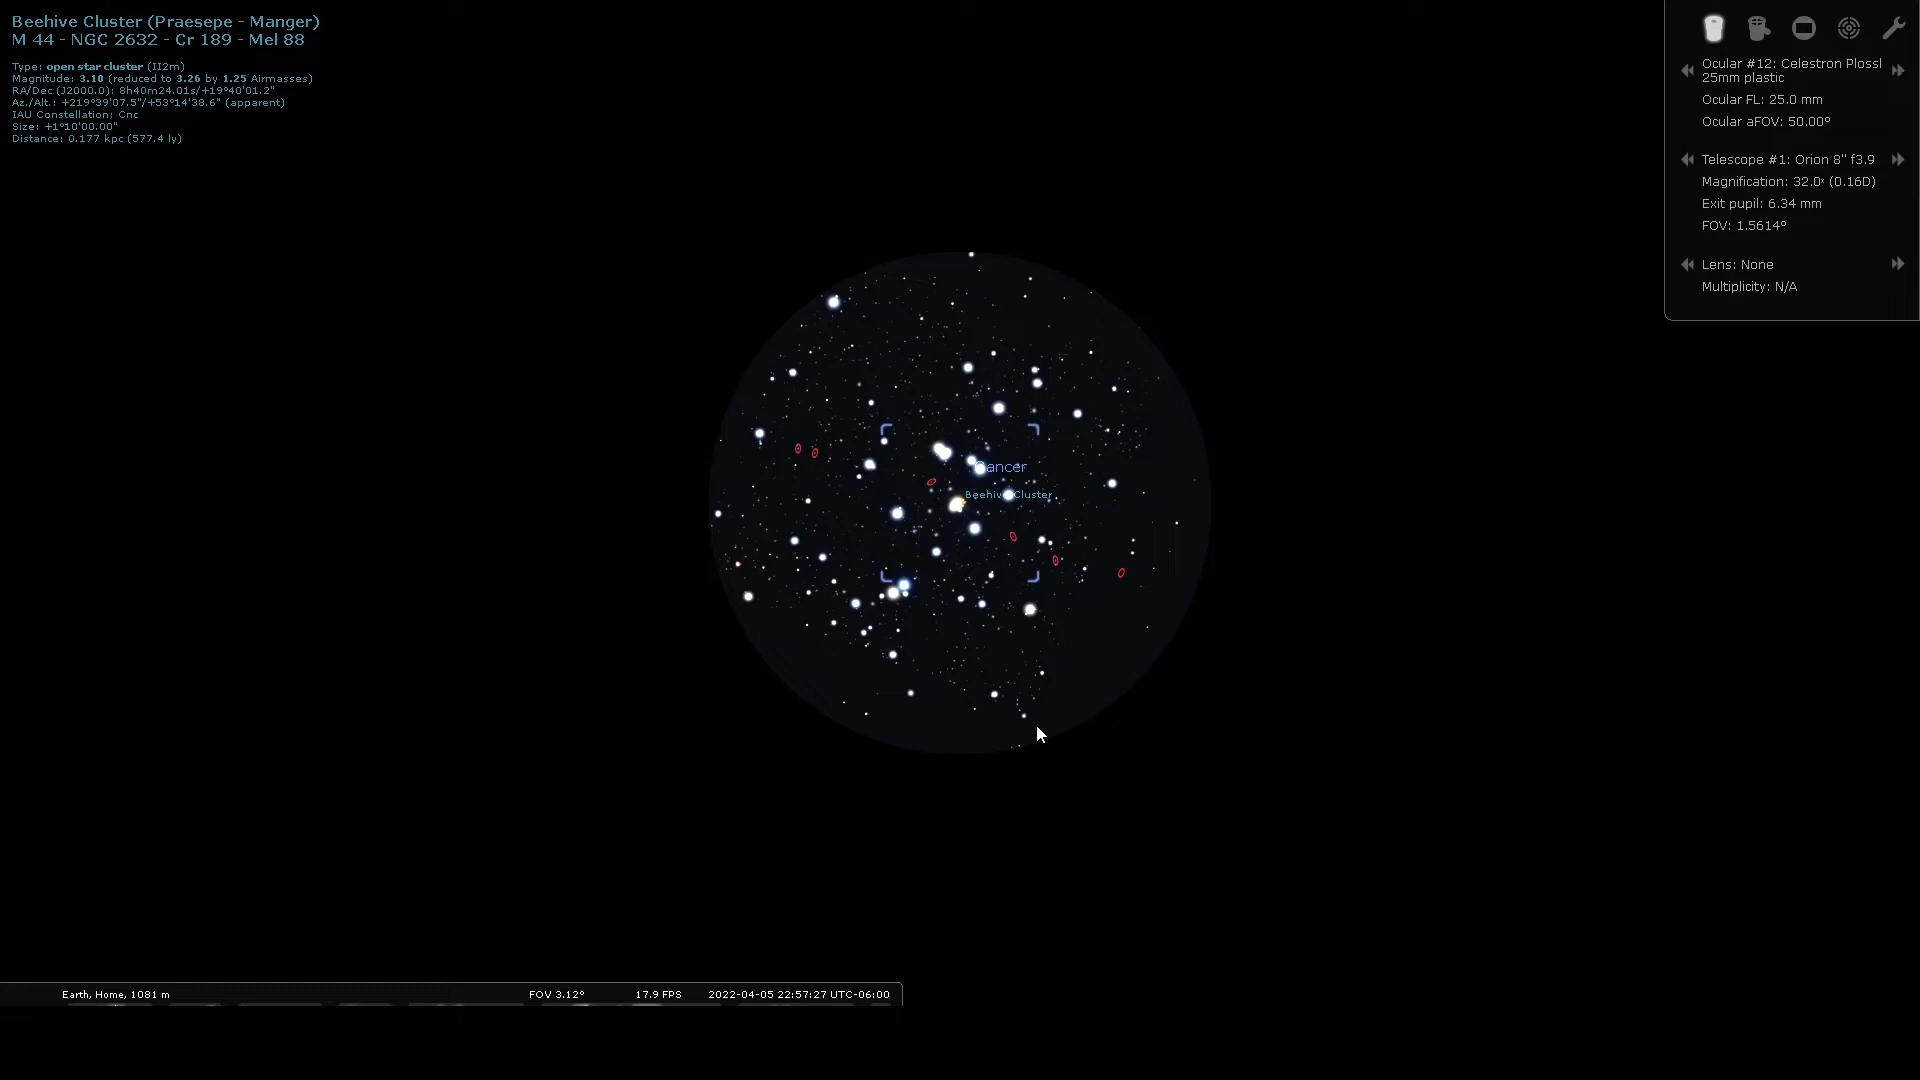 Beehive Cluster (Praesepe - Manger)
M 44 - NGC 2632 - Cr 189 - Mel 88
Type: open star cluster (II2m)
Magnitude: 3.10 (reduced to 3.26 by 1.25 Airmasses)
RA/Dec (J2000.0): 8h40m24.01s/+19°40'01.2"
Az./Alt.: +219°39'07.5"/+53°14'38.6" (apparent)
IAU Constellation: Cnc
Size: +1°10'00.00"
Distance: 0.177 kpc (577.4 ly)
Ocular #12: Celestron Plossl
25mm plastic
Ocular FL: 25.0 mm
Ocular aFOV: 50.00°
Telescope #1: Orion 8" f3.9
Magnification: 32.0ˣ (0.16D)
Exit pupil: 6.34 mm
FOV: 1.5614°
Lens: None
Multiplicity: N/A
Cancer
Beehive Cluster
Earth, Home, 1081 m FOV 3.12° 17.9 FPS 2022-04-05 22:57:27 UTC-06:00